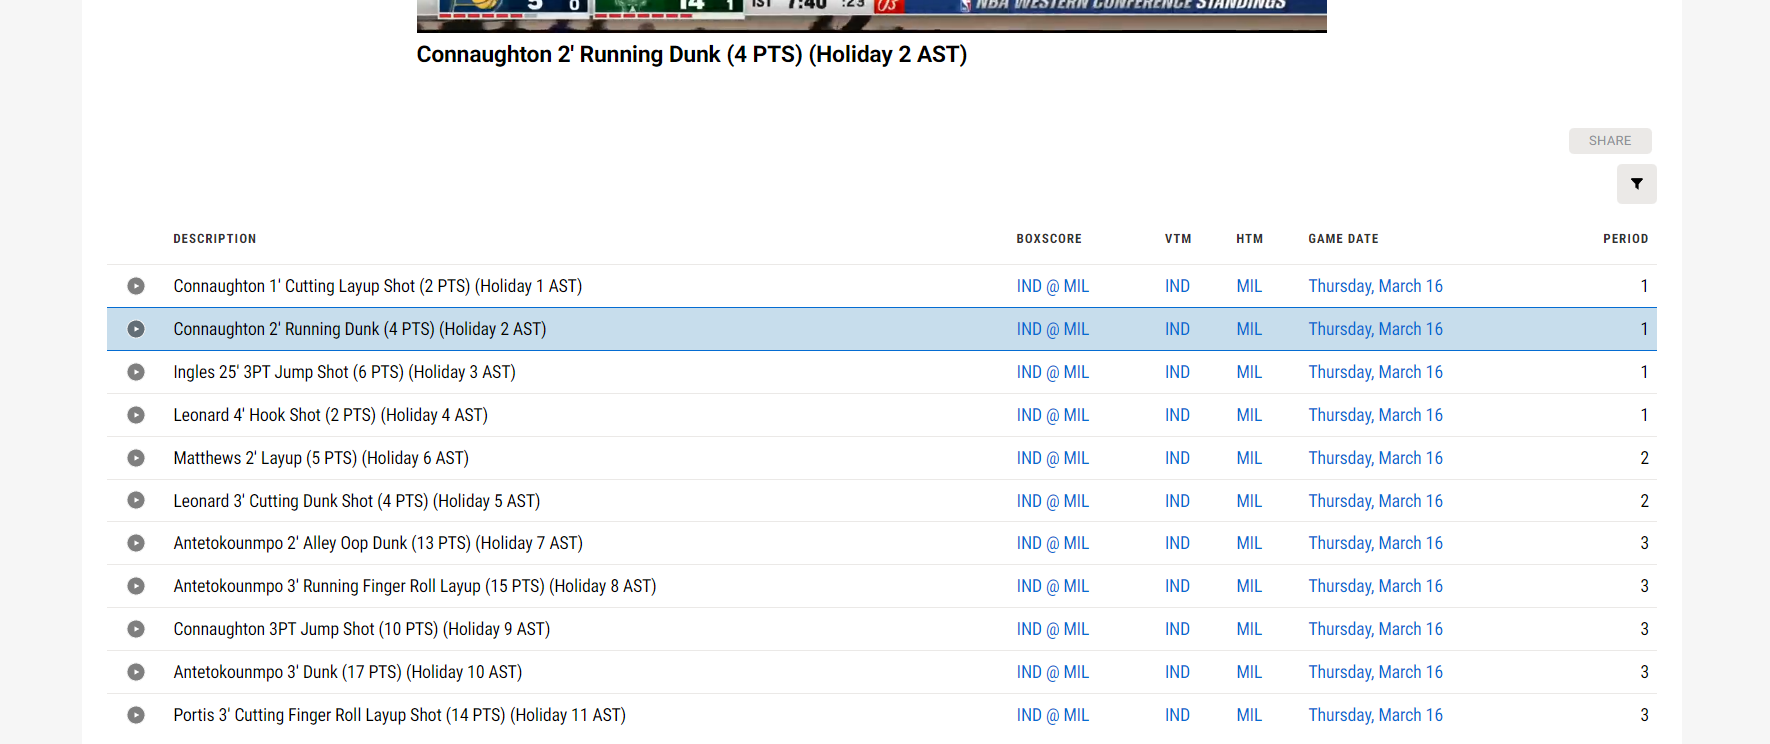 5 0 14 1 1ST 7:40 :23 NBA WESTERN CONFERENCE STANDINGS
Connaughton 2' Running Dunk (4 PTS) (Holiday 2 AST)
SHARE
DESCRIPTION BOXSCORE VTM HTM GAME DATE PERIOD
Connaughton 1' Cutting Layup Shot (2 PTS) (Holiday 1 AST) IND @ MIL IND MIL Thursday, March 16 1
Connaughton 2' Running Dunk (4 PTS) (Holiday 2 AST) IND @ MIL IND MIL Thursday, March 16 1
Ingles 25' 3PT Jump Shot (6 PTS) (Holiday 3 AST) IND @ MIL IND MIL Thursday, March 16 1
Leonard 4' Hook Shot (2 PTS) (Holiday 4 AST) IND @ MIL IND MIL Thursday, March 16 1
Matthews 2' Layup (5 PTS) (Holiday 6 AST) IND @ MIL IND MIL Thursday, March 16 2
Leonard 3' Cutting Dunk Shot (4 PTS) (Holiday 5 AST) IND @ MIL IND MIL Thursday, March 16 2
Antetokounmpo 2' Alley Oop Dunk (13 PTS) (Holiday 7 AST) IND @ MIL IND MIL Thursday, March 16 3
Antetokounmpo 3' Running Finger Roll Layup (15 PTS) (Holiday 8 AST) IND @ MIL IND MIL Thursday, March 16 3
Connaughton 3PT Jump Shot (10 PTS) (Holiday 9 AST) IND @ MIL IND MIL Thursday, March 16 3
Antetokounmpo 3' Dunk (17 PTS) (Holiday 10 AST) IND @ MIL IND MIL Thursday, March 16 3
Portis 3' Cutting Finger Roll Layup Shot (14 PTS) (Holiday 11 AST) IND @ MIL IND MIL Thursday, March 16 3